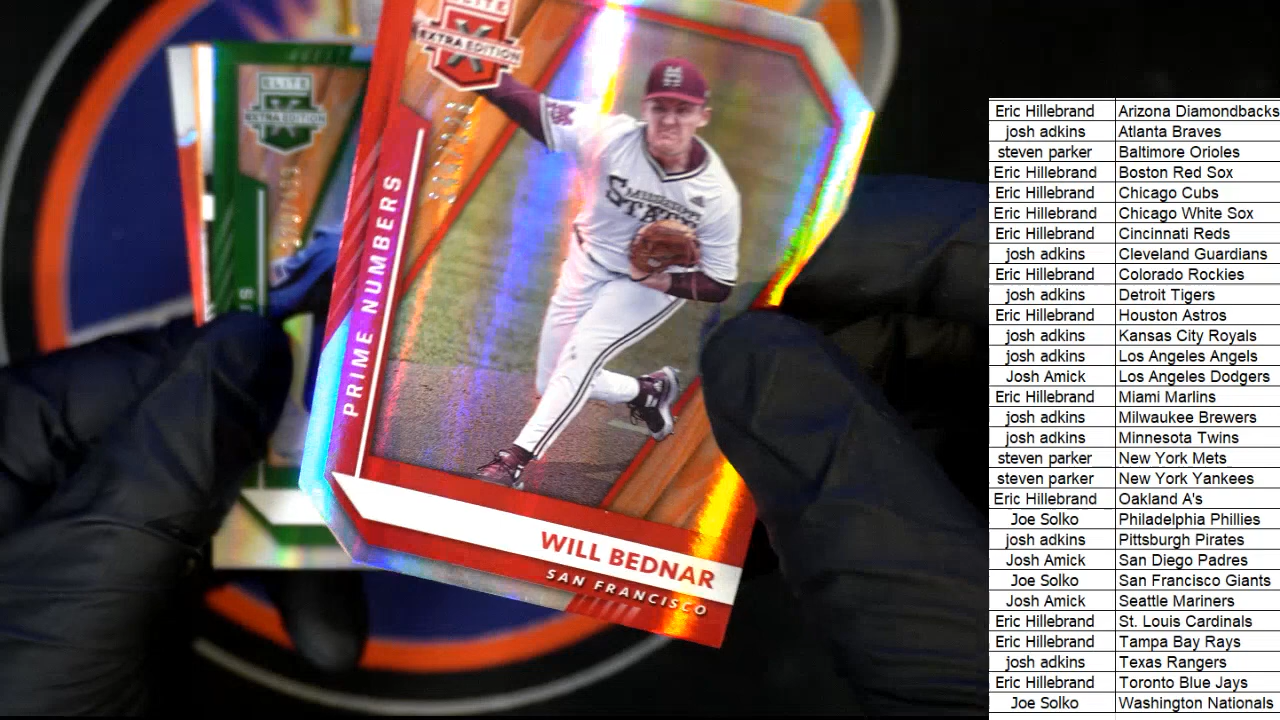 ELITE
EXTRA EDITION
ELITE
EXTRA EDITION
PRIME NUMBERS
MISSISSIPPI
STATE
WILL BEDNAR
SAN FRANCISCO
Eric Hillebrand Arizona Diamondbacks
josh adkins Atlanta Braves
steven parker Baltimore Orioles
Eric Hillebrand Boston Red Sox
Eric Hillebrand Chicago Cubs
Eric Hillebrand Chicago White Sox
Eric Hillebrand Cincinnati Reds
josh adkins Cleveland Guardians
Eric Hillebrand Colorado Rockies
josh adkins Detroit Tigers
Eric Hillebrand Houston Astros
josh adkins Kansas City Royals
josh adkins Los Angeles Angels
Josh Amick Los Angeles Dodgers
Eric Hillebrand Miami Marlins
josh adkins Milwaukee Brewers
josh adkins Minnesota Twins
steven parker New York Mets
steven parker New York Yankees
Eric Hillebrand Oakland A's
Joe Solko Philadelphia Phillies
josh adkins Pittsburgh Pirates
Josh Amick San Diego Padres
Joe Solko San Francisco Giants
Josh Amick Seattle Mariners
Eric Hillebrand St. Louis Cardinals
Eric Hillebrand Tampa Bay Rays
josh adkins Texas Rangers
Eric Hillebrand Toronto Blue Jays
Joe Solko Washington Nationals